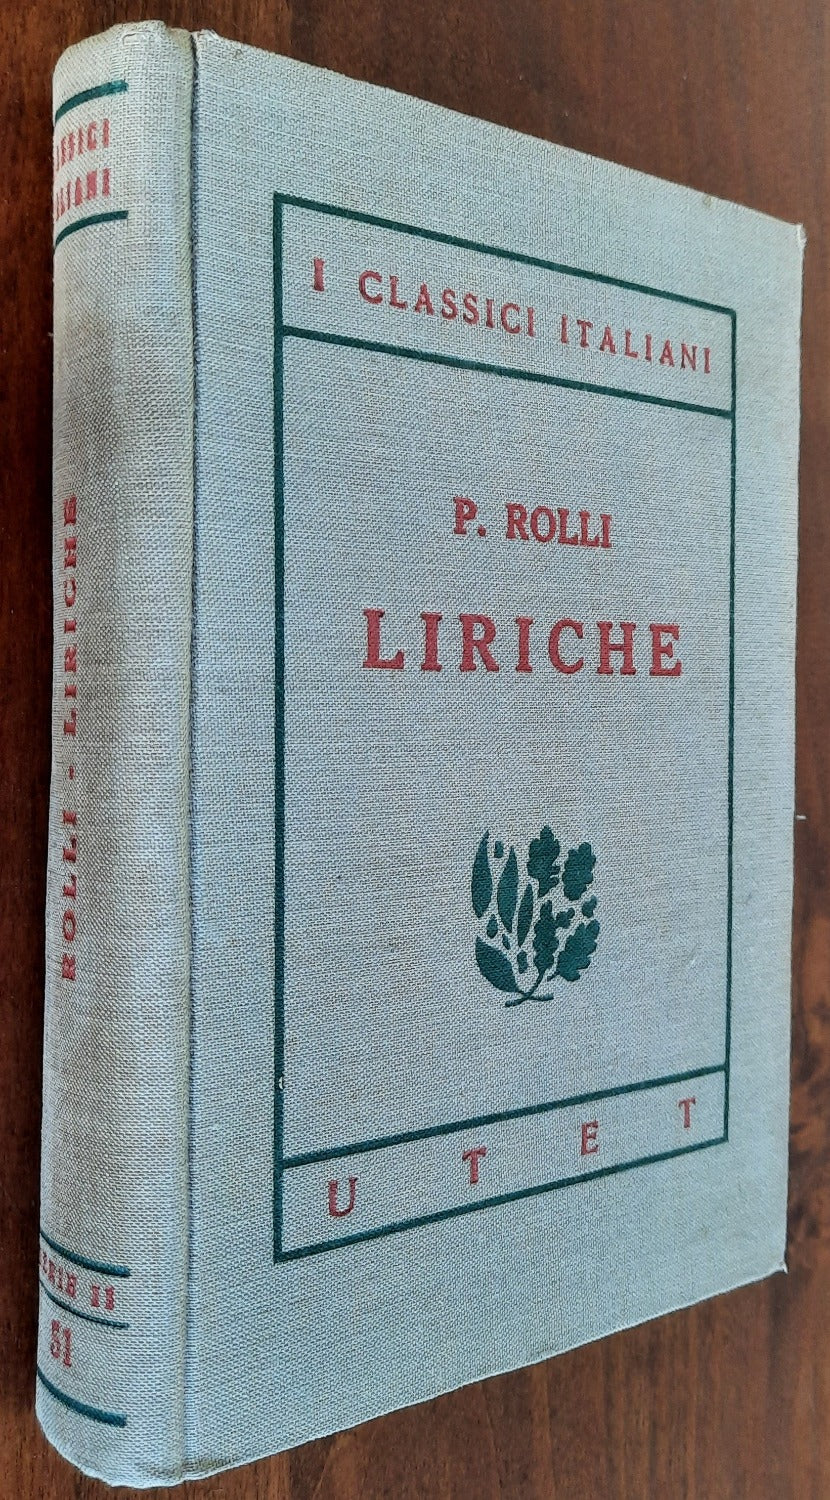 I CLASSICI ITALIANI
P. ROLLI
LIRICHE
U T E T
ROLLI - LIRICHE
51